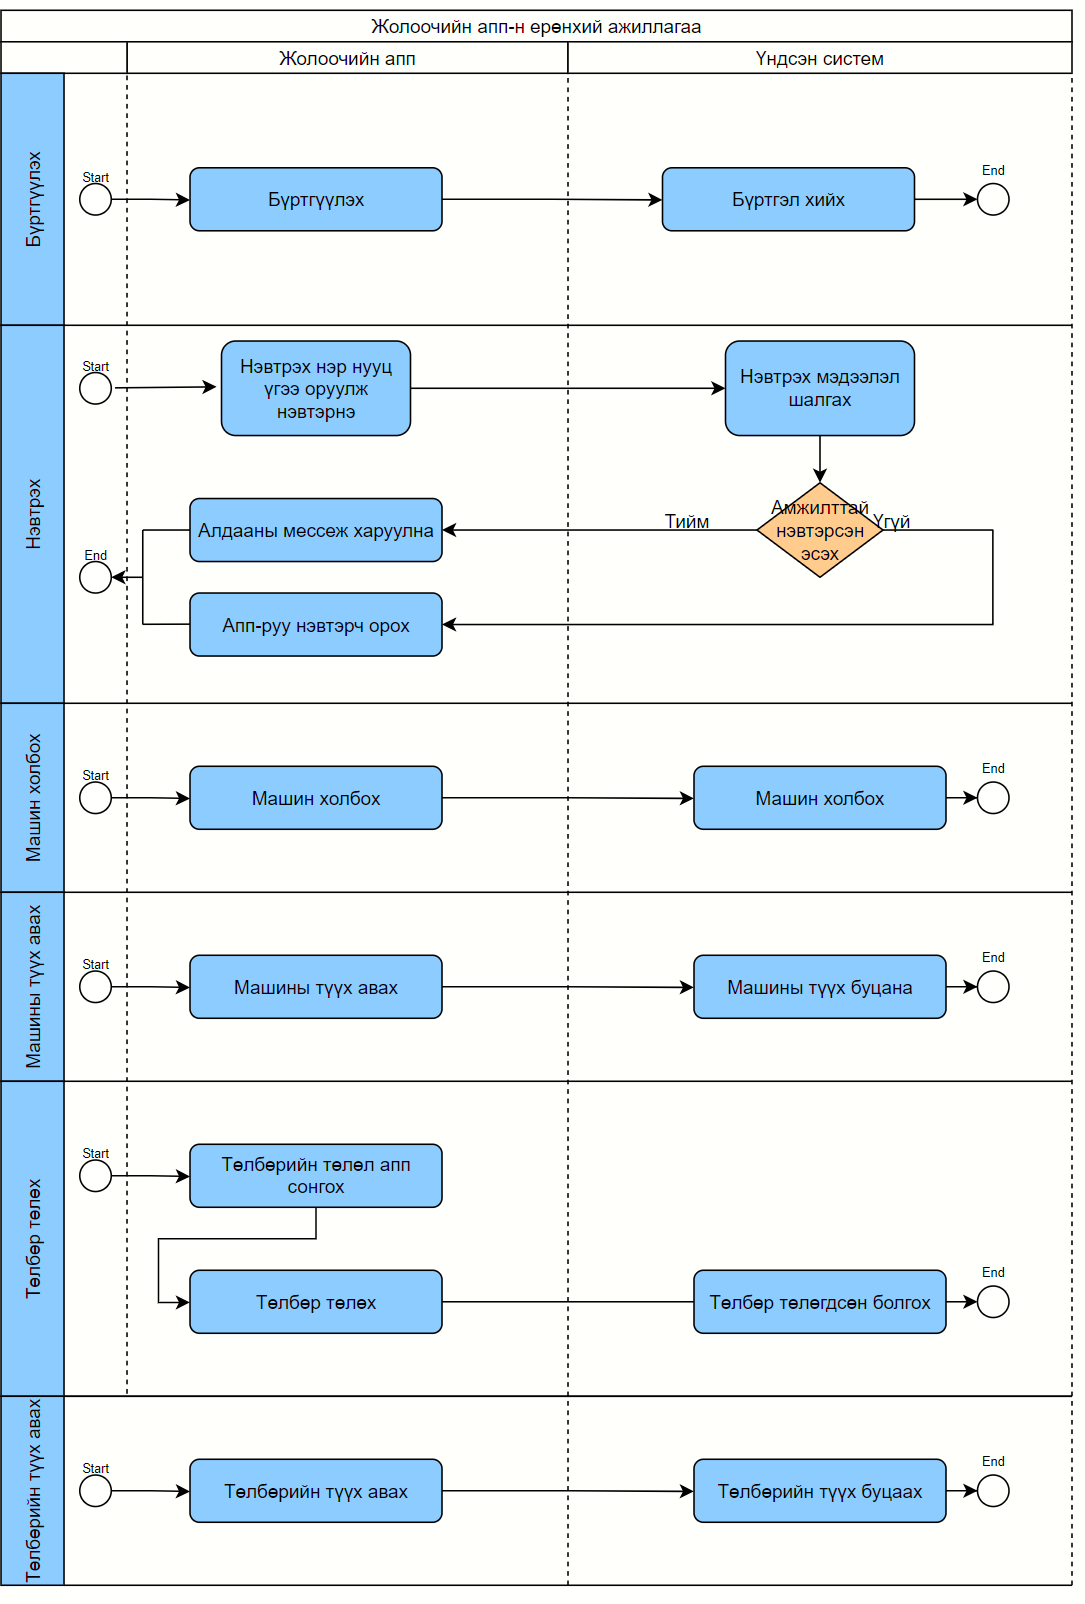 Жолоочийн апп-н ерөнхий ажиллагаа
Жолоочийн апп
Үндсэн систем
Бүртгүүлэх
Start
Бүртгүүлэх
Бүртгэл хийх
End
Нэвтрэх
Start
Нэвтрэх нэр нууц
үгээ оруулж
нэвтэрнэ
Нэвтрэх мэдээлэл
шалгах
Амжилттай
нэвтэрсэн
эсэх
Тийм
Үгүй
Алдааны мессеж харуулна
End
Апп-руу нэвтэрч орох
Машин холбох
Start
Машин холбох
Машин холбох
End
Машины түүх авах
Start
Машины түүх авах
Машины түүх буцана
End
Төлбөр төлөх
Start
Төлбөрийн төлөл апп
сонгох
Төлбөр төлөх
Төлбөр төлөгдсөн болгох
End
Төлбөрийн түүх авах
Start
Төлбөрийн түүх авах
Төлбөрийн түүх буцаах
End